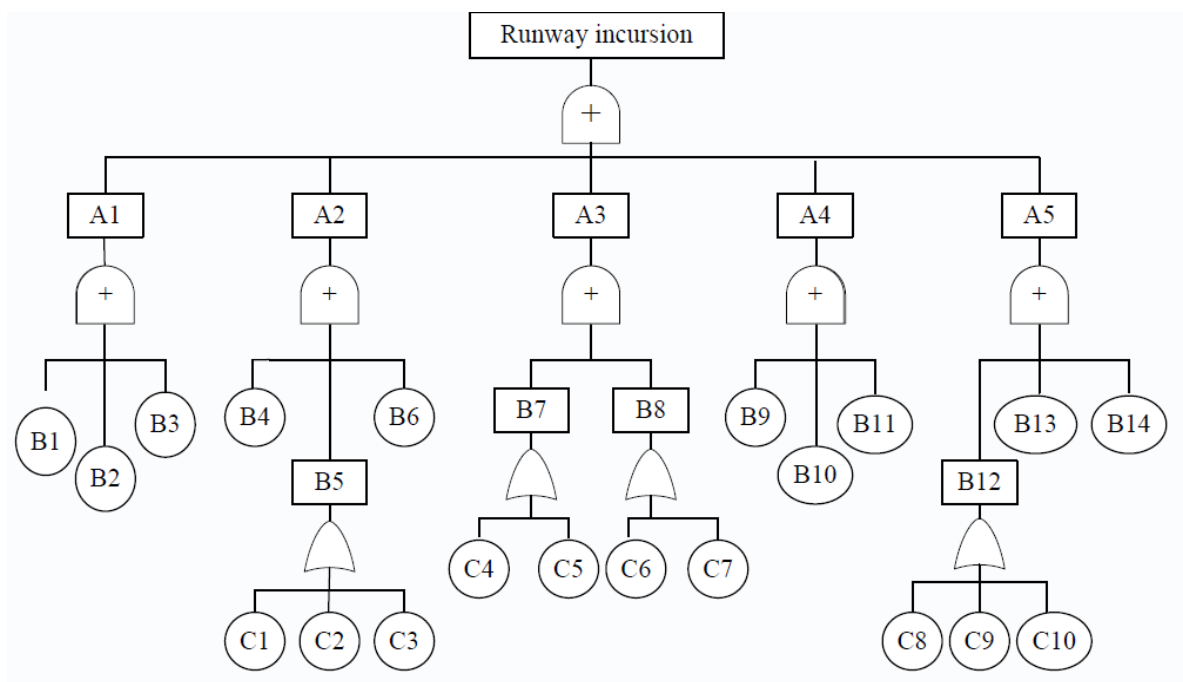 Runway incursion
+
A1 A2 A3 A4 A5
+ + + + +
B1 B2 B3 B4 B6 B7 B8 B9 B10 B11 B13 B14
B5 B12
C4 C5 C6 C7
C1 C2 C3 C8 C9 C10